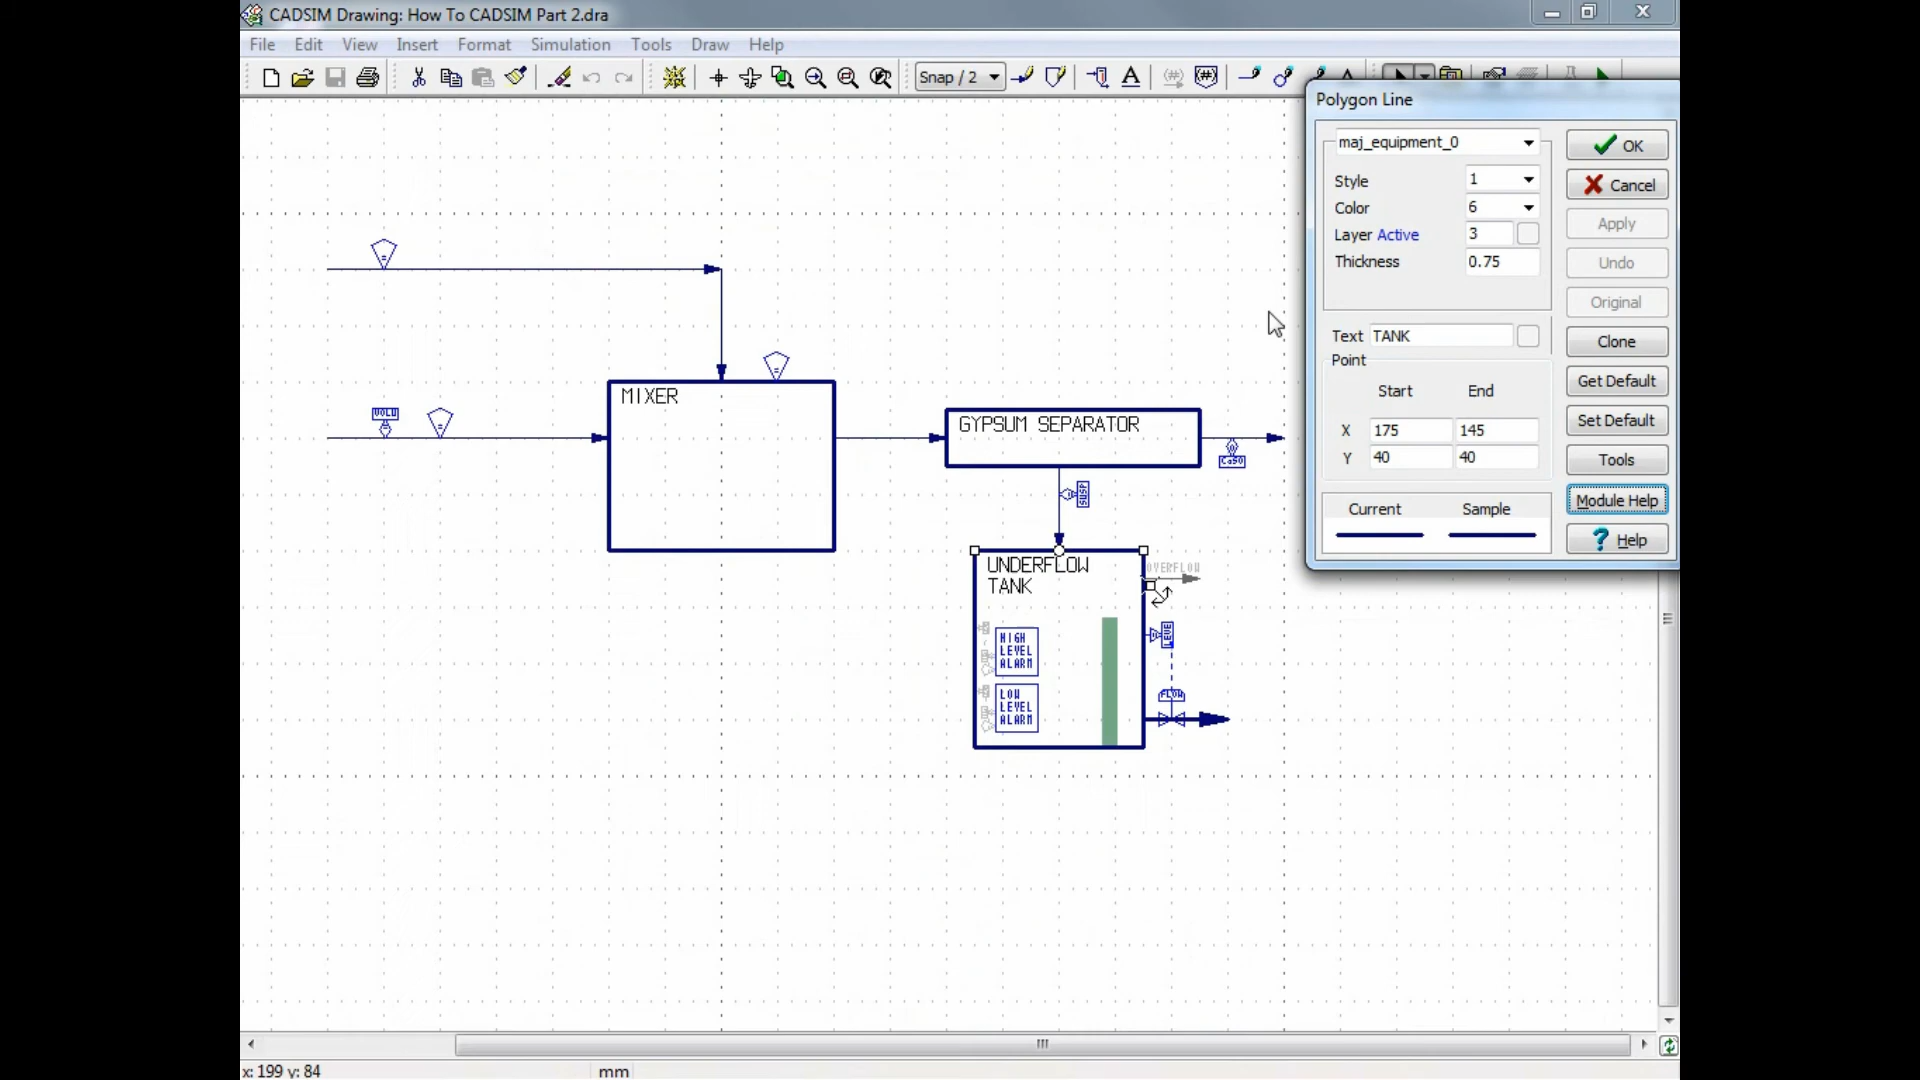 CADSIM Drawing: How To CADSIM Part 2.dra
File Edit View Insert Format Simulation Tools Draw Help
Snap / 2
Polygon Line
maj_equipment_0
OK
Style 1
Cancel
Color 6
Apply
Layer Active 3
Thickness 0.75
Undo
Original
Text TANK
Clone
Point
Start End
Get Default
X 175 145
Set Default
Y 40 40
Tools
Module Help
Current Sample
Help
MIXER
GYPSUM SEPARATOR
SUSP
UNDERFLOW
TANK
OVERFLOW
HIGH
LEVEL
ALARM
LEVE
LOW
LEVEL
ALARM
FLOW
x: 199 y: 84
mm